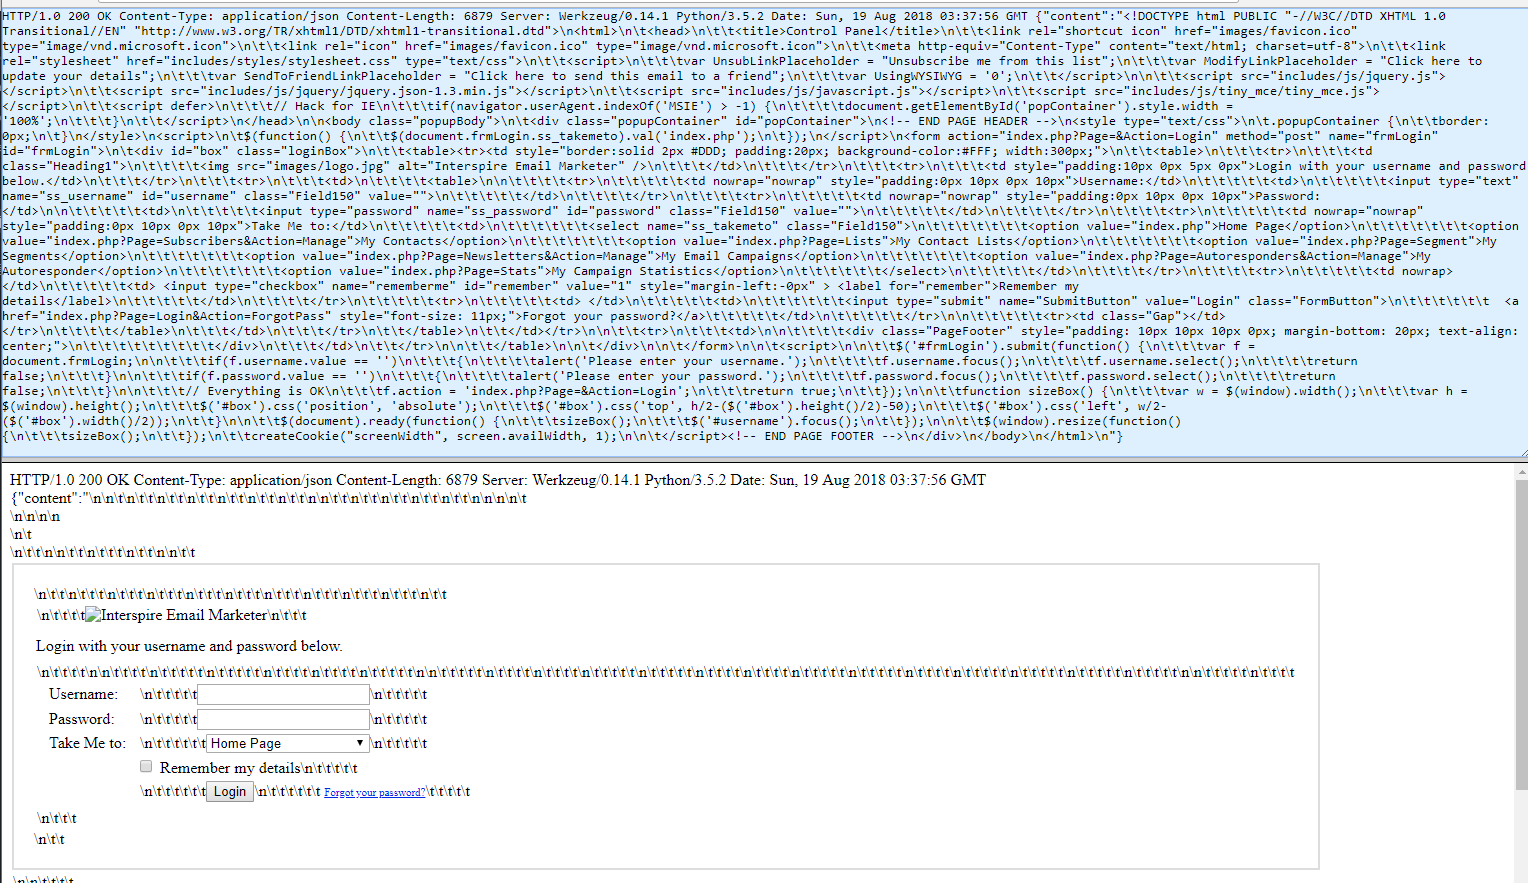 HTTP/1.0 200 OK Content-Type: application/json Content-Length: 6879 Server: Werkzeug/0.14.1 Python/3.5.2 Date: Sun, 19 Aug 2018 03:37:56 GMT {"content":"<!DOCTYPE html PUBLIC "-//W3C//DTD XHTML 1.0
Transitional//EN" "http://www.w3.org/TR/xhtml1/DTD/xhtml1-transitional.dtd">\n<html>\n\t<head>\n\t\t<title>Control Panel</title>\n\t\t<link rel="shortcut icon" href="images/favicon.ico"
type="image/vnd.microsoft.icon">\n\t\t<link rel="icon" href="images/favicon.ico" type="image/vnd.microsoft.icon">\n\t\t<meta http-equiv="Content-Type" content="text/html; charset=utf-8">\n\t\t<link
rel="stylesheet" href="includes/styles/stylesheet.css" type="text/css">\n\t\t<script>\n\t\t\tvar UnsubLinkPlaceholder = "Unsubscribe me from this list";\n\t\t\tvar ModifyLinkPlaceholder = "Click here to
update your details";\n\t\t\tvar SendToFriendLinkPlaceholder = "Click here to send this email to a friend";\n\t\t\tvar UsingWYSIWYG = '0';\n\t\t</script>\n\n\t\t<script src="includes/js/jquery.js">
</script>\n\t\t<script src="includes/js/jquery/jquery.json-1.3.min.js"></script>\n\t\t<script src="includes/js/javascript.js"></script>\n\t\t<script src="includes/js/tiny_mce/tiny_mce.js">
</script>\n\t\t<script defer>\n\t\t\t// Hack for IE\n\t\t\tif(navigator.userAgent.indexOf('MSIE') > -1) {\n\t\t\t\tdocument.getElementById('popContainer').style.width =
'100%';\n\t\t\t}\n\t\t</script>\n</head>\n\n<body class="popupBody">\n\t<div class="popupContainer" id="popContainer">\n<!-- END PAGE HEADER -->\n<style type="text/css">\n\t.popupContainer {\n\t\tborder:
0px;\n\t}\n</style>\n<script>\n\t$(function() {\n\t\t$(document.frmLogin.ss_takemeto).val('index.php');\n\t});\n</script>\n<form action="index.php?Page=&Action=Login" method="post" name="frmLogin"
id="frmLogin">\n\t<div id="box" class="loginBox">\n\t\t<table><tr><td style="border:solid 2px #DDD; padding:20px; background-color:#FFF; width:300px;">\n\t\t<table>\n\t\t<tr>\n\t\t\t<td
class="Heading1">\n\t\t\t\t<img src="images/logo.jpg" alt="Interspire Email Marketer" />\n\t\t\t</td>\n\t\t</tr>\n\t\t<tr>\n\t\t\t<td style="padding:10px 0px 5px 0px">Login with your username and password
below.</td>\n\t\t</tr>\n\t\t<tr>\n\t\t\t<td>\n\t\t\t\t<table>\n\n\t\t\t\t<tr>\n\t\t\t\t\t<td nowrap="nowrap" style="padding:0px 10px 0px 10px">Username:</td>\n\t\t\t\t\t<td>\n\t\t\t\t\t<input type="text"
name="ss_username" id="username" class="Field150" value="">\n\t\t\t\t\t</td>\n\t\t\t\t</tr>\n\t\t\t\t<tr>\n\t\t\t\t\t<td nowrap="nowrap" style="padding:0px 10px 0px 10px">Password:
</td>\n\t\t\t\t\t<td>\n\t\t\t\t\t<input type="password" name="ss_password" id="password" class="Field150" value="">\n\t\t\t\t\t</td>\n\t\t\t\t</tr>\n\t\t\t\t<tr>\n\t\t\t\t\t<td nowrap="nowrap"
style="padding:0px 10px 0px 10px">Take Me to:</td>\n\t\t\t\t\t<td>\n\t\t\t\t\t\t<select name="ss_takemeto" class="Field150">\n\t\t\t\t\t\t\t<option value="index.php">Home Page</option>\n\t\t\t\t\t\t\t<option
value="index.php?Page=Subscribers&Action=Manage">My Contacts</option>\n\t\t\t\t\t\t\t<option value="index.php?Page=Lists">My Contact Lists</option>\n\t\t\t\t\t\t\t<option value="index.php?Page=Segment">My
Segments</option>\n\t\t\t\t\t\t\t<option value="index.php?Page=Newsletters&Action=Manage">My Email Campaigns</option>\n\t\t\t\t\t\t\t<option value="index.php?Page=Autoresponders&Action=Manage">My
Autoresponder</option>\n\t\t\t\t\t\t\t<option value="index.php?Page=Stats">My Campaign Statistics</option>\n\t\t\t\t\t\t</select>\n\t\t\t\t\t</td>\n\t\t\t\t</tr>\n\t\t\t\t<tr>\n\t\t\t\t\t<td nowrap>
</td>\n\t\t\t\t\t<td> <input type="checkbox" name="rememberme" id="remember" value="1" style="margin-left:-0px" > <label for="remember">Remember my
details</label>\n\t\t\t\t\t</td>\n\t\t\t\t</tr>\n\t\t\t\t<tr>\n\t\t\t\t\t<td> </td>\n\t\t\t\t\t<td>\n\t\t\t\t\t\t<input type="submit" name="SubmitButton" value="Login" class="FormButton">\n\t\t\t\t\t\t <a
href="index.php?Page=Login&Action=ForgotPass" style="font-size: 11px;">Forgot your password?</a>\t\t\t\t\t</td>\n\t\t\t\t</tr>\n\n\t\t\t\t<tr><td class="Gap"></td>
</tr>\n\t\t\t\t</table>\n\t\t\t</td>\n\t\t</tr>\n\t\t</table>\n\t\t</td>\n\t\t<tr>\n\t\t\t<td>\n\t\t\t\t<div class="PageFooter" style="padding: 10px 10px 10px 0px; margin-bottom: 20px; text-align:
center;">\n\t\t\t\t\t\t\t\t</div>\n\t\t\t</td>\n\t\t</tr>\n\t\t</table>\n\t</div>\n\t</form>\n\t<script>\n\t\t$('#frmLogin').submit(function() {\n\t\t\tvar f =
document.frmLogin;\n\n\t\t\tif(f.username.value == '')\n\t\t\t{\n\t\t\t\talert('Please enter your username.');\n\t\t\t\tf.username.focus();\n\t\t\t\tf.username.select();\n\t\t\t\treturn
false;\n\t\t\t}\n\n\t\t\tif(f.password.value == '')\n\t\t\t{\n\t\t\t\talert('Please enter your password.');\n\t\t\t\tf.password.focus();\n\t\t\t\tf.password.select();\n\t\t\t\treturn
false;\n\t\t\t}\n\n\t\t\t// Everything is OK\n\t\t\tf.action = 'index.php?Page=&Action=Login';\n\t\t\treturn true;\n\t\t});\n\n\t\tfunction sizeBox() {\n\t\t\tvar w = $(window).width();\n\t\t\tvar h =
$(window).height();\n\t\t\t$('#box').css('position', 'absolute');\n\t\t\t$('#box').css('top', h/2-($('#box').height()/2)-50);\n\t\t\t$('#box').css('left', w/2-
($('#box').width()/2));\n\t\t}\n\n\t\t$(document).ready(function() {\n\t\t\tsizeBox();\n\t\t\t$('#username').focus();\n\t\t});\n\n\t\t$(window).resize(function()
{\n\t\t\tsizeBox();\n\t\t});\n\t\tcreateCookie("screenWidth", screen.availWidth, 1);\n\n\t</script><!-- END PAGE FOOTER -->\n</div>\n</body>\n</html>\n"}
HTTP/1.0 200 OK Content-Type: application/json Content-Length: 6879 Server: Werkzeug/0.14.1 Python/3.5.2 Date: Sun, 19 Aug 2018 03:37:56 GMT
\n\n\n\n
\n\t
Interspire Email Marketer\n\t\t\t
Login with your username and password below.
Username: \n\t\t\t\t\t \n\t\t\t\t\t
Password: \n\t\t\t\t\t \n\t\t\t\t\t
Take Me to: \n\t\t\t\t\t\t Home Page \n\t\t\t\t\t
Remember my details\n\t\t\t\t\t
\n\t\t\t\t\t\t Login \n\t\t\t\t\t\t Forgot your password?\t\t\t\t\t
\n\t\t\t
\n\t\t